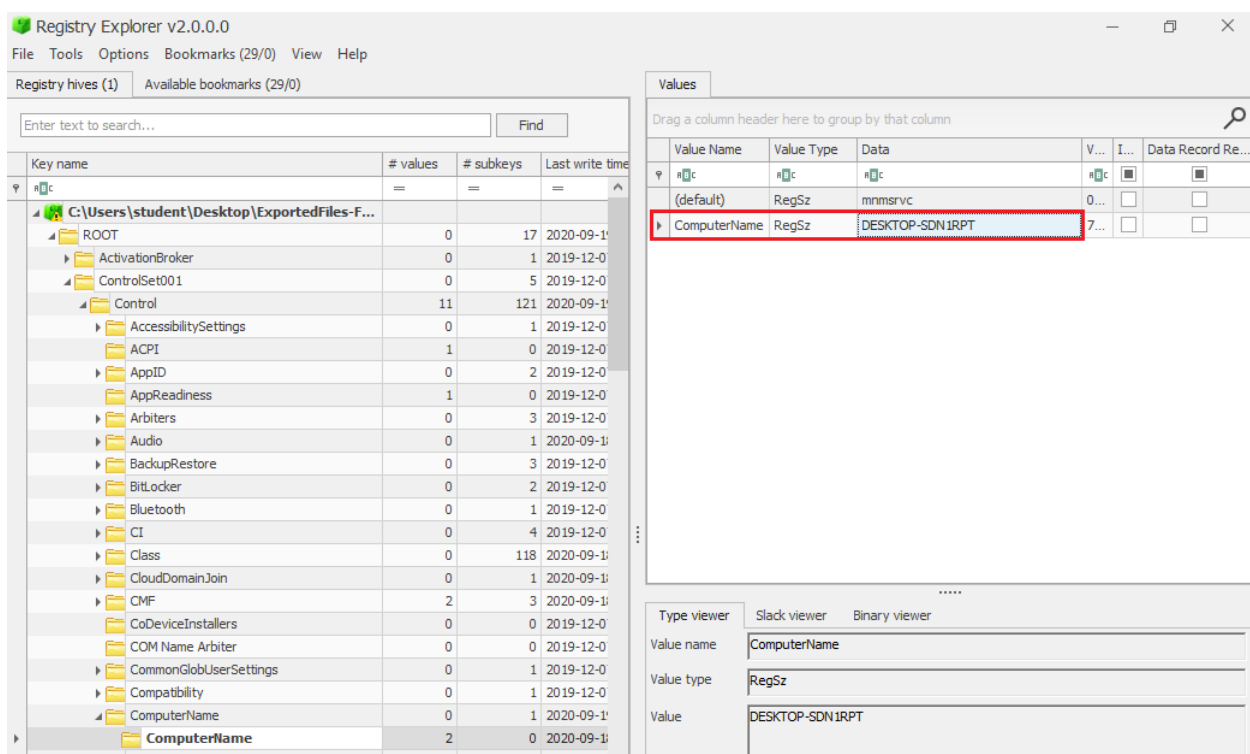 Registry Explorer v2.0.0.0
File Tools Options Bookmarks (29/0) View Help
Registry hives (1) Available bookmarks (29/0)
Enter text to search... Find
Key name # values # subkeys Last write time
= = =
C:\Users\student\Desktop\ExportedFiles-F...
ROOT 0 17 2020-09-1
ActivationBroker 0 1 2019-12-0
ControlSet001 0 5 2019-12-0
Control 11 121 2020-09-1
AccessibilitySettings 0 1 2019-12-0
ACPI 1 0 2019-12-0
AppID 0 2 2019-12-0
AppReadiness 1 0 2019-12-0
Arbiters 0 3 2019-12-0
Audio 0 1 2020-09-1
BackupRestore 0 3 2019-12-0
BitLocker 0 2 2019-12-0
Bluetooth 0 1 2019-12-0
CI 0 4 2019-12-0
Class 0 118 2020-09-1
CloudDomainJoin 0 1 2020-09-1
CMF 2 3 2020-09-1
CoDeviceInstallers 0 0 2019-12-0
COM Name Arbiter 0 0 2019-12-0
CommonGlobUserSettings 0 1 2019-12-0
Compatibility 0 1 2019-12-0
ComputerName 0 1 2020-09-1
ComputerName 2 0 2020-09-1
Values
Drag a column header here to group by that column
Value Name Value Type Data V... I... Data Record Re...
(default) RegSz mnmsrvc 0...
ComputerName RegSz DESKTOP-SDN1RPT 7...
Type viewer Slack viewer Binary viewer
Value name ComputerName
Value type RegSz
Value DESKTOP-SDN1RPT